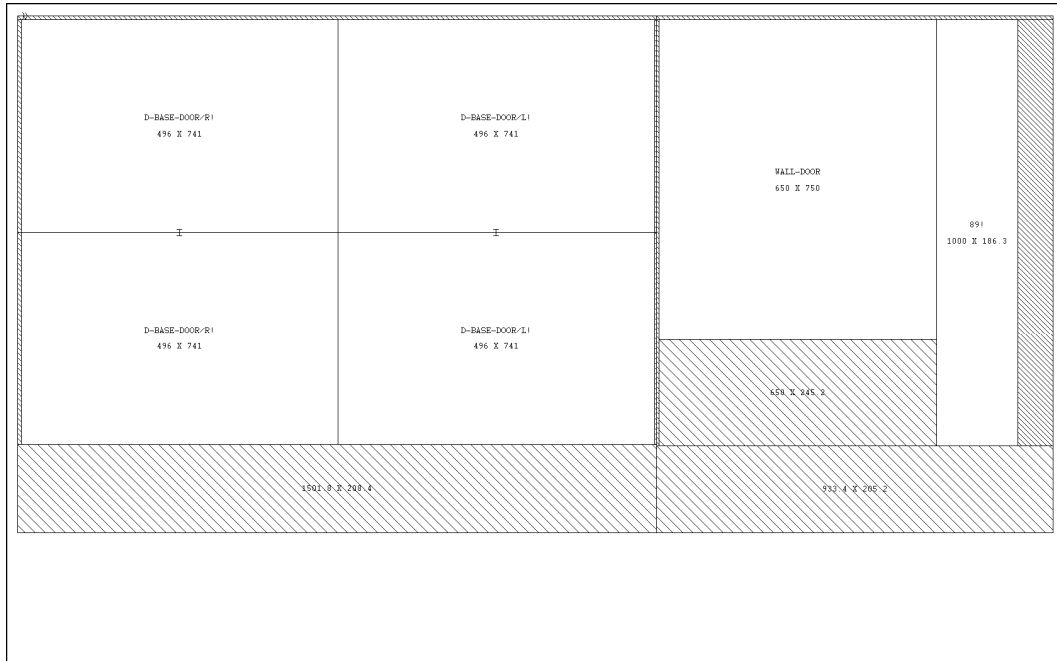 D-BASE-DOOR/R!
496 X 741
D-BASE-DOOR/L!
496 X 741
WALL-DOOR
650 X 750
89!
1000 X 186.3
D-BASE-DOOR/R!
496 X 741
D-BASE-DOOR/L!
496 X 741
650 X 245.2
1501.8 X 208.4
933.4 X 205.2